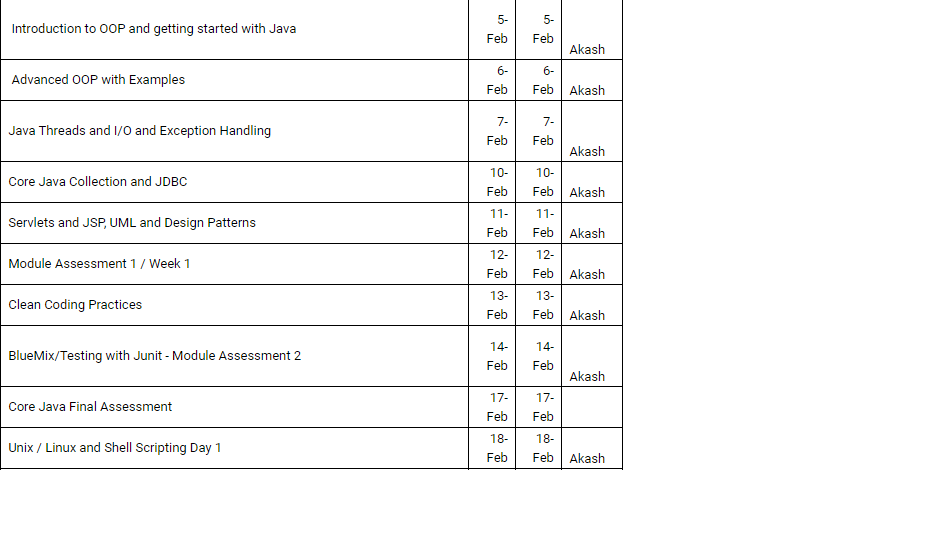 Introduction to OOP and getting started with Java 5-Feb 5-Feb Akash
Advanced OOP with Examples 6-Feb 6-Feb Akash
Java Threads and I/O and Exception Handling 7-Feb 7-Feb Akash
Core Java Collection and JDBC 10-Feb 10-Feb Akash
Servlets and JSP, UML and Design Patterns 11-Feb 11-Feb Akash
Module Assessment 1 / Week 1 12-Feb 12-Feb Akash
Clean Coding Practices 13-Feb 13-Feb Akash
BlueMix/Testing with Junit - Module Assessment 2 14-Feb 14-Feb Akash
Core Java Final Assessment 17-Feb 17-Feb
Unix / Linux and Shell Scripting Day 1 18-Feb 18-Feb Akash